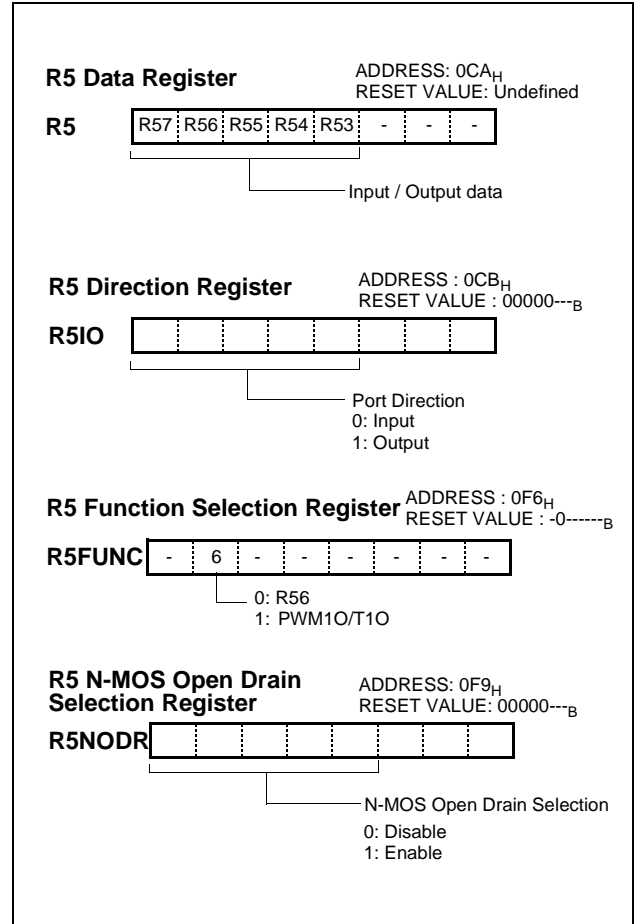 R5 Data Register
ADDRESS: 0CAH
RESET VALUE: Undefined
R5
R57 R56 R55 R54 R53 - - -
Input / Output data
R5 Direction Register
ADDRESS : 0CBH
RESET VALUE : 00000---B
R5IO
Port Direction
0: Input
1: Output
R5 Function Selection Register
ADDRESS : 0F6H
RESET VALUE : -0------B
R5FUNC
- 6 - - - - - -
0: R56
1: PWM1O/T1O
R5 N-MOS Open Drain
Selection Register
ADDRESS: 0F9H
RESET VALUE: 00000---B
R5NODR
N-MOS Open Drain Selection
0: Disable
1: Enable